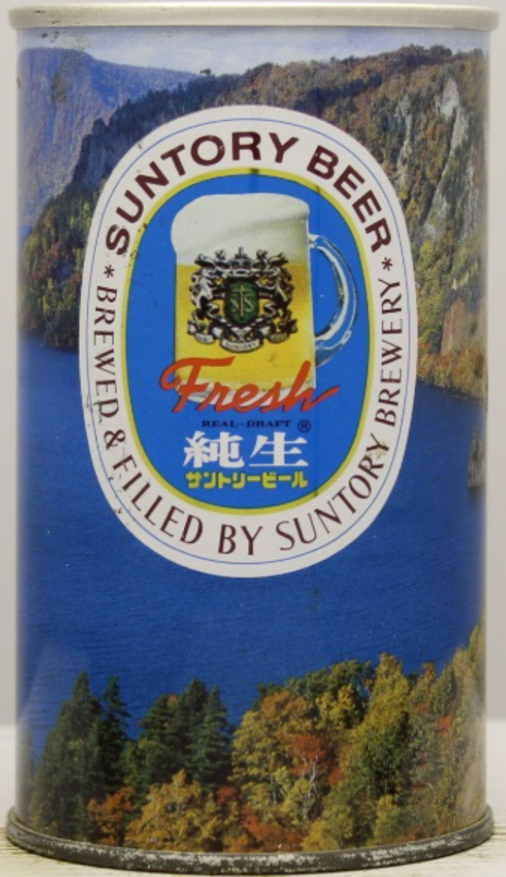 SUNTORY BEER
Fresh
REAL-DRAFT ®
純生
サントリービール
* BREWED & FILLED BY SUNTORY BREWERY *